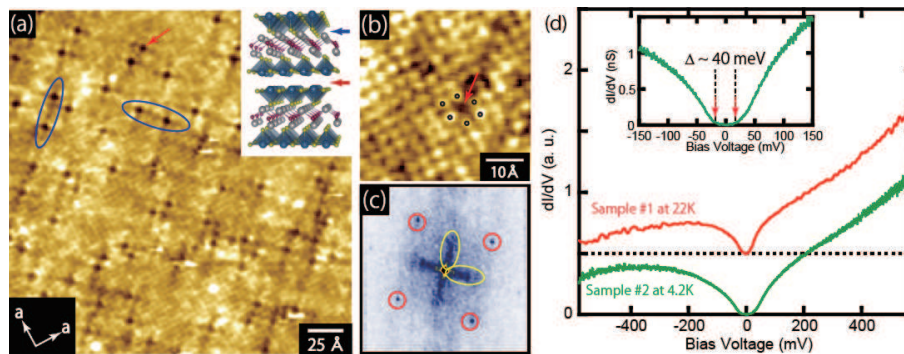 (a)
a
a
25 Å
(b)
10Å
(c)
(d)
2
1
0
dI/dV (a. u.)
-400
-200
0
200
400
Bias Voltage (mV)
Sample #1 at 22K
Sample #2 at 4.2K
1
0.5
0
dI/dV (nS)
Δ ~ 40 meV
-150
-100
-50
0
50
100
150
Bias Voltage (mV)